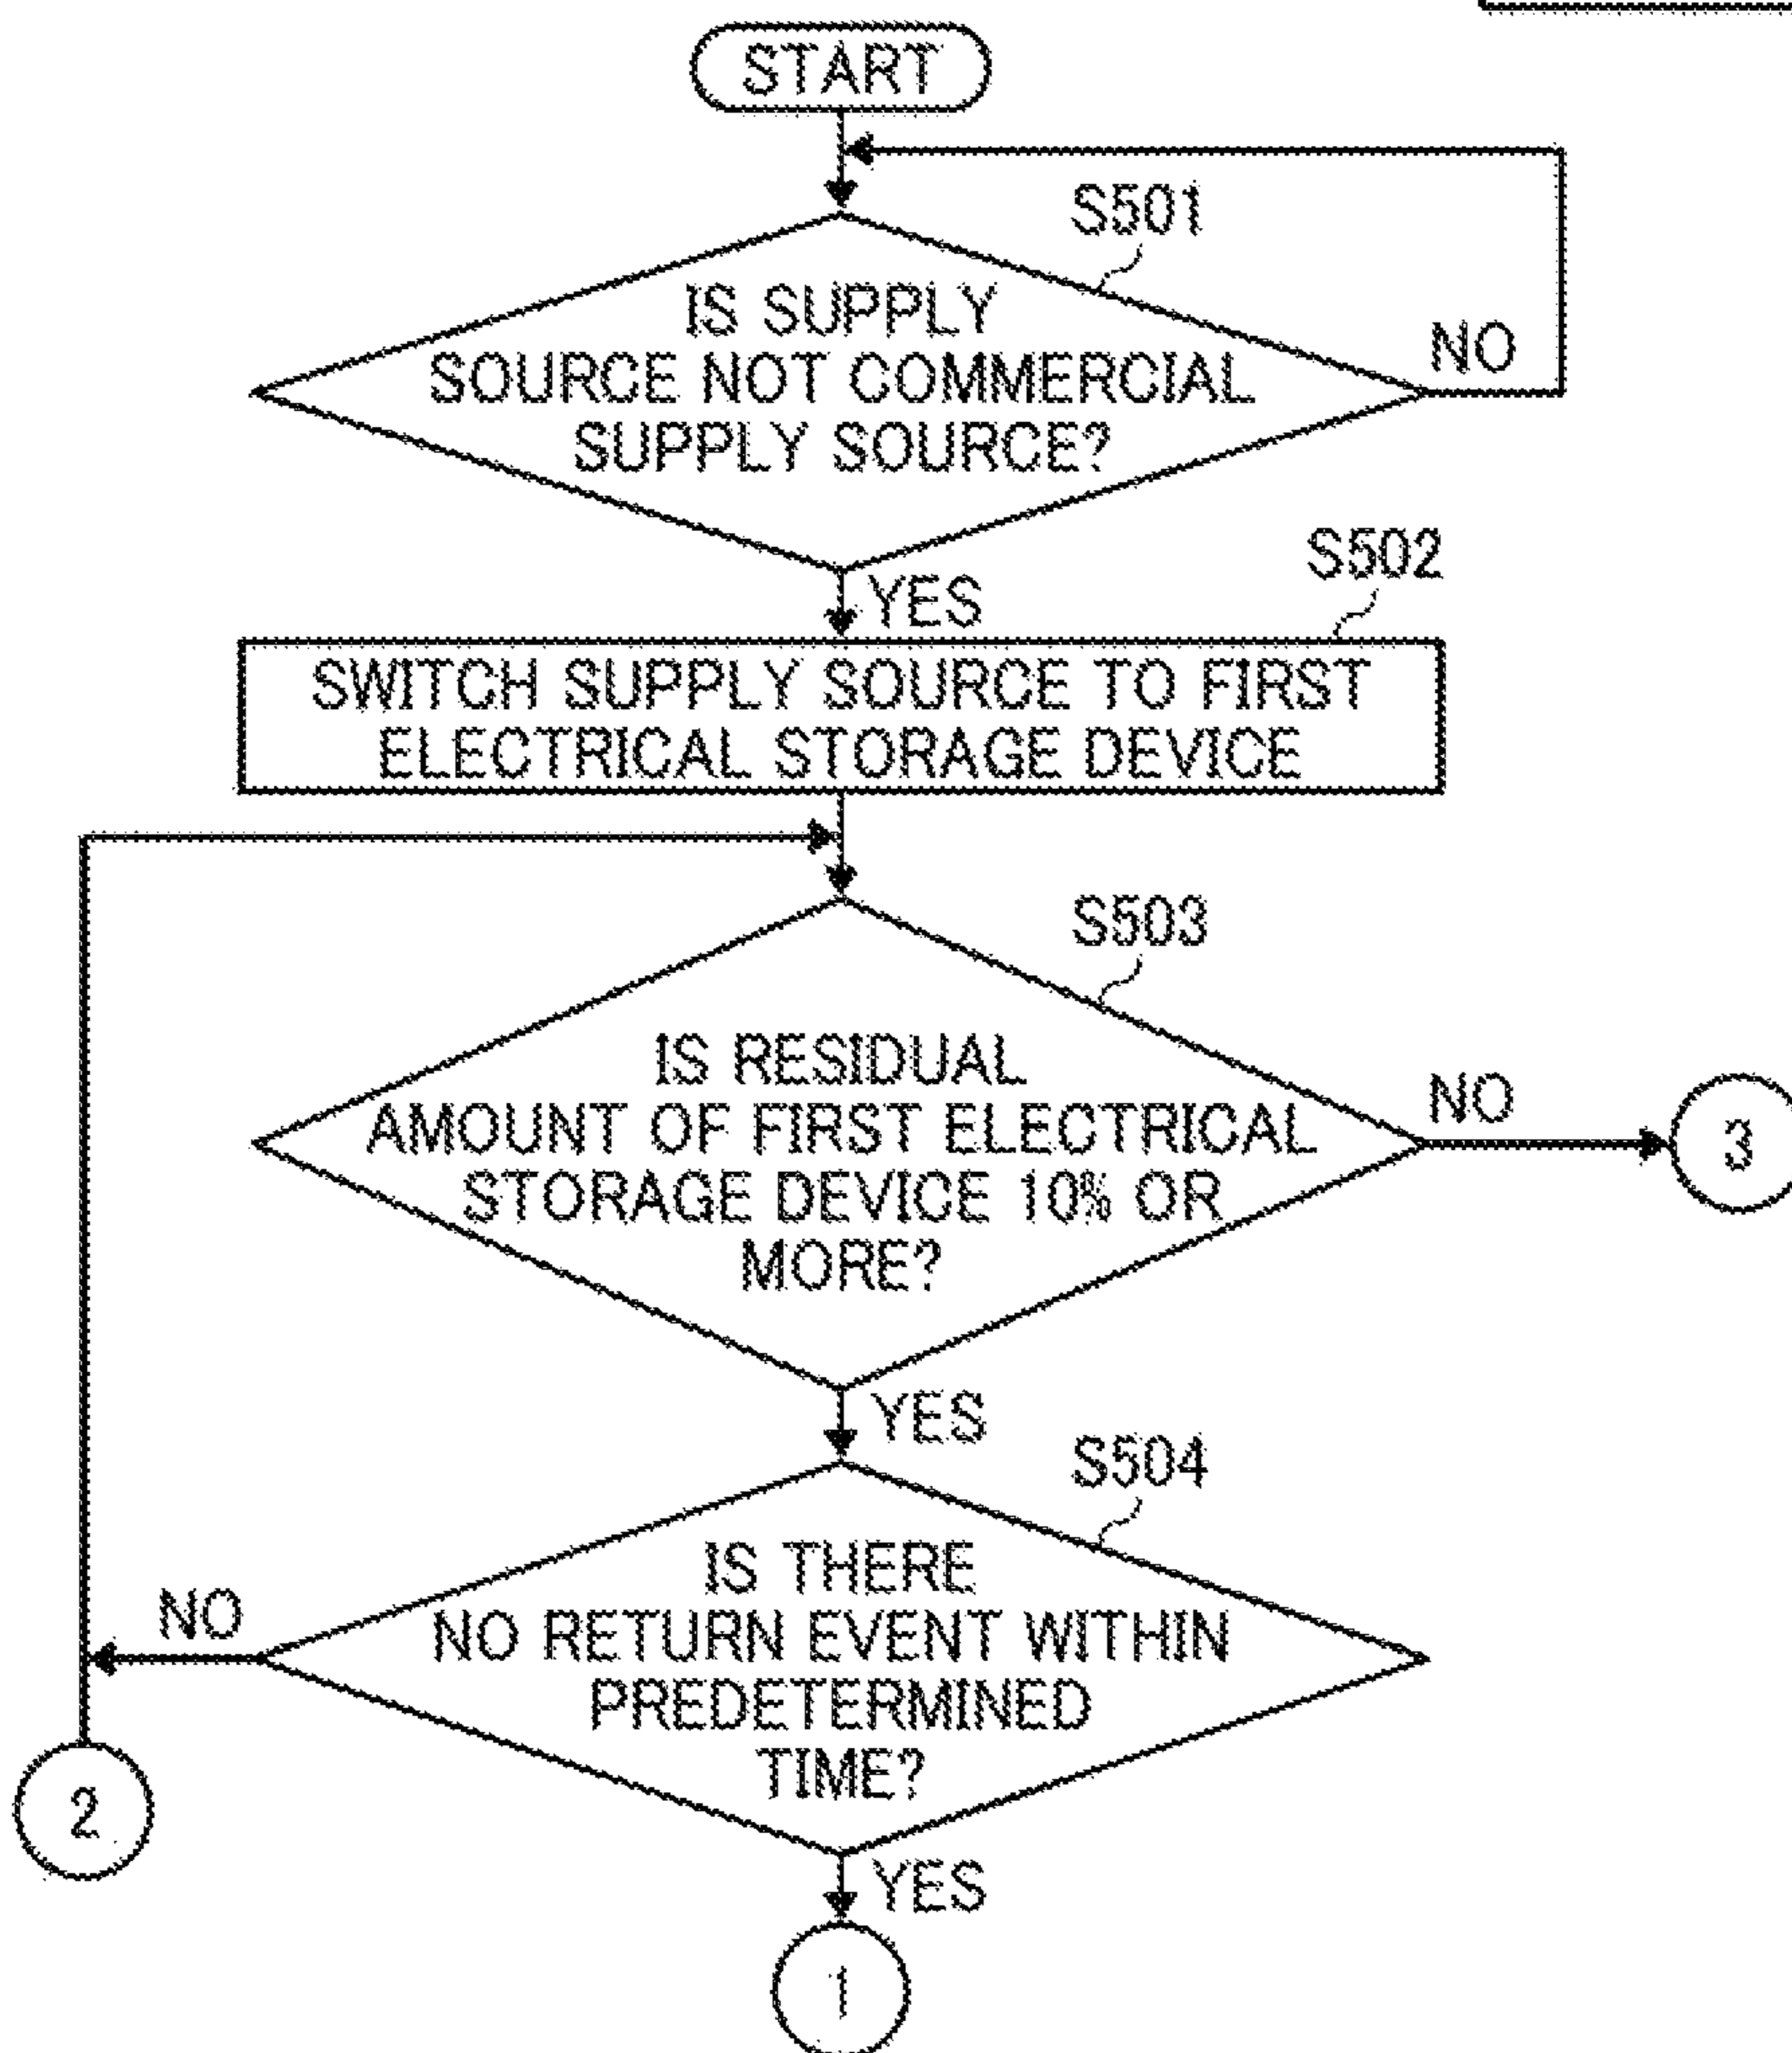 START
S501
IS SUPPLY
SOURCE NOT COMMERCIAL
SUPPLY SOURCE?
NO
YES
S502
SWITCH SUPPLY SOURCE TO FIRST
ELECTRICAL STORAGE DEVICE
S503
IS RESIDUAL
AMOUNT OF FIRST ELECTRICAL
STORAGE DEVICE 10% OR
MORE?
NO
3
YES
S504
IS THERE
NO RETURN EVENT WITHIN
PREDETERMINED
TIME?
NO
2
YES
1